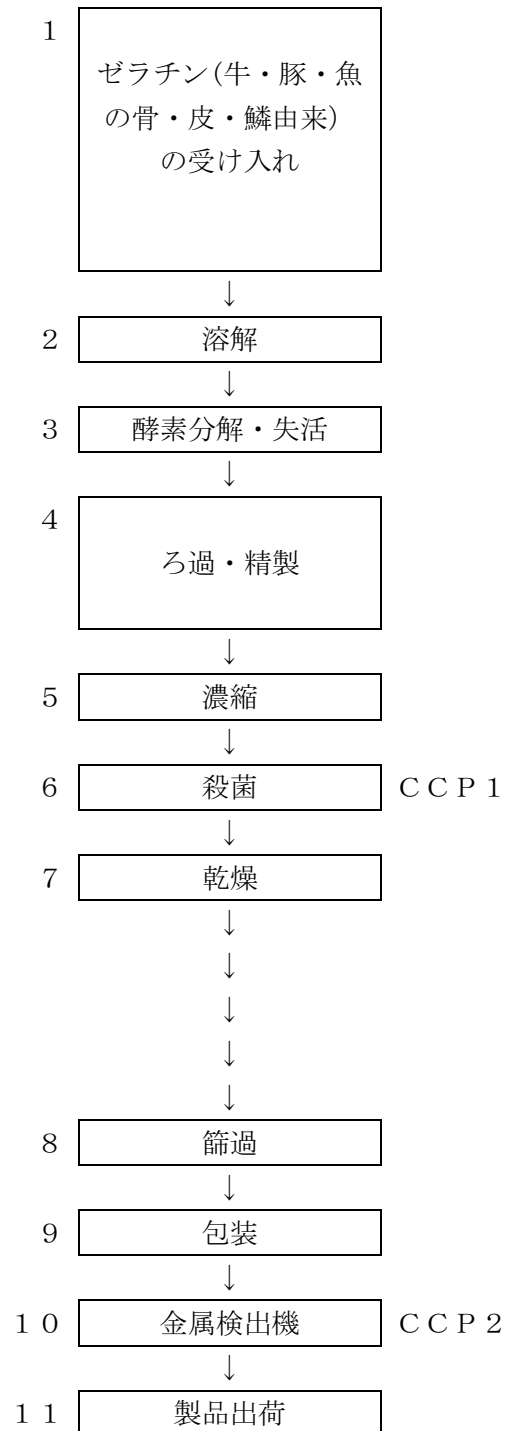 1
ゼラチン(牛・豚・魚
の骨・皮・鱗由来)
の受け入れ
↓
2 溶解
↓
3 酵素分解・失活
↓
4
ろ過・精製
↓
5 濃縮
↓
6 殺菌 CCP1
↓
7 乾燥
↓
↓
↓
↓
↓
8 篩過
↓
9 包装
↓
10 金属検出機 CCP2
↓
11 製品出荷